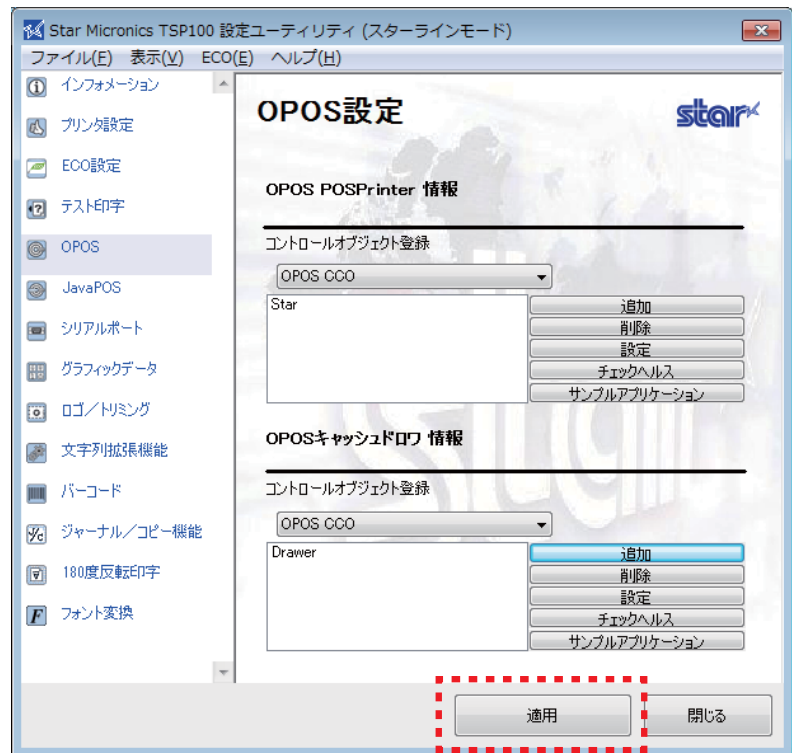 Star Micronics TSP100 設定ユーティリティ (スターラインモード)
ファイル(F) 表示(V) ECO(E) ヘルプ(H)
インフォメーション
プリンタ設定
ECO設定
テスト印字
OPOS
JavaPOS
シリアルポート
グラフィックデータ
ロゴ／トリミング
文字列拡張機能
バーコード
ジャーナル／コピー機能
180度反転印字
フォント変換
OPOS設定
star
OPOS POSPrinter 情報
コントロールオブジェクト登録
OPOS CCO
Star
追加
削除
設定
チェックヘルス
サンプルアプリケーション
OPOSキャッシュドロワ 情報
コントロールオブジェクト登録
OPOS CCO
Drawer
追加
削除
設定
チェックヘルス
サンプルアプリケーション
適用
閉じる